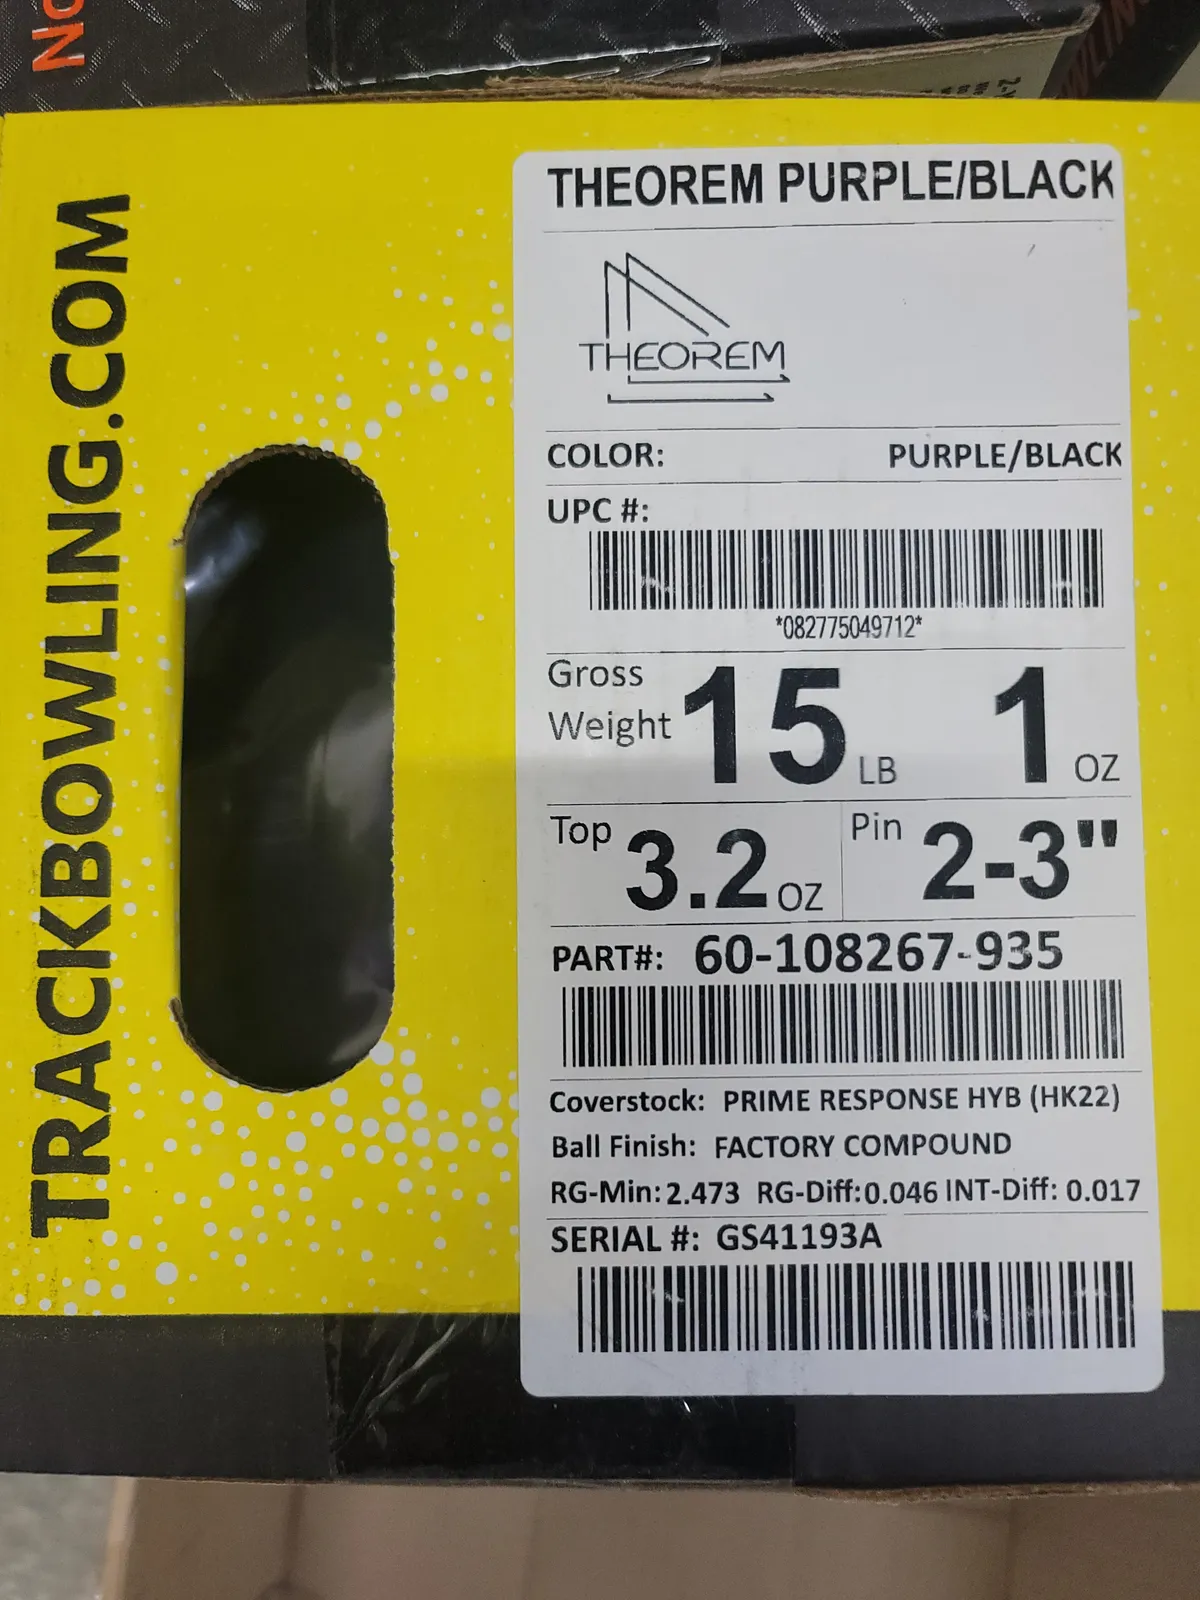 TRACKBOWLING.COM
THEOREM PURPLE/BLACK
THEOREM
COLOR: PURPLE/BLACK
UPC #:
*082775049712*
Gross Weight 15 LB 1 OZ
Top 3.2 OZ Pin 2-3"
PART#: 60-108267-935
Coverstock: PRIME RESPONSE HYB (HK22)
Ball Finish: FACTORY COMPOUND
RG-Min: 2.473 RG-Diff: 0.046 INT-Diff: 0.017
SERIAL #: GS41193A